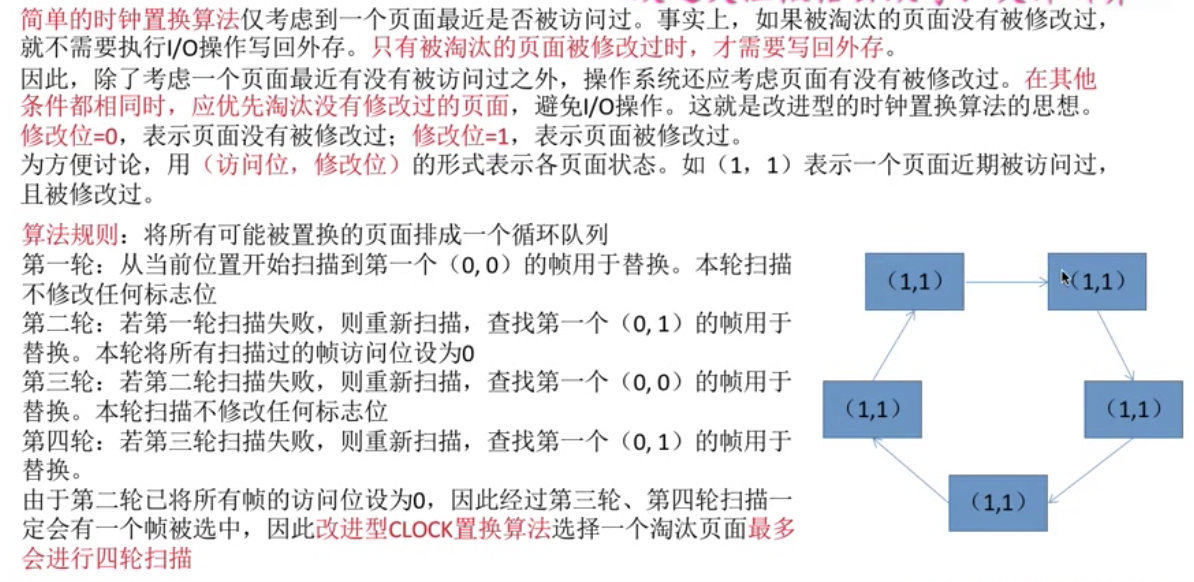 简单的时钟置换算法仅考虑到一个页面最近是否被访问过。事实上，如果被淘汰的页面没有被修改过，
就不需要执行I/O操作写回外存。只有被淘汰的页面被修改过时，才需要写回外存。
因此，除了考虑一个页面最近有没有被访问过之外，操作系统还应考虑页面有没有被修改过。在其他
条件都相同时，应优先淘汰没有修改过的页面，避免I/O操作。这就是改进型的时钟置换算法的思想。
修改位=0，表示页面没有被修改过；修改位=1，表示页面被修改过。
为方便讨论，用（访问位，修改位）的形式表示各页面状态。如（1，1）表示一个页面近期被访问过，
且被修改过。
算法规则：将所有可能被置换的页面排成一个循环队列
第一轮：从当前位置开始扫描到第一个（0, 0）的帧用于替换。本轮扫描
不修改任何标志位
第二轮：若第一轮扫描失败，则重新扫描，查找第一个（0, 1）的帧用于
替换。本轮将所有扫描过的帧访问位设为0
第三轮：若第二轮扫描失败，则重新扫描，查找第一个（0, 0）的帧用于
替换。本轮扫描不修改任何标志位
第四轮：若第三轮扫描失败，则重新扫描，查找第一个（0, 1）的帧用于
替换。
由于第二轮已将所有帧的访问位设为0，因此经过第三轮、第四轮扫描一
定会有一个帧被选中，因此改进型CLOCK置换算法选择一个淘汰页面最多
会进行四轮扫描
（1,1）
（1,1）
（1,1）
（1,1）
（1,1）